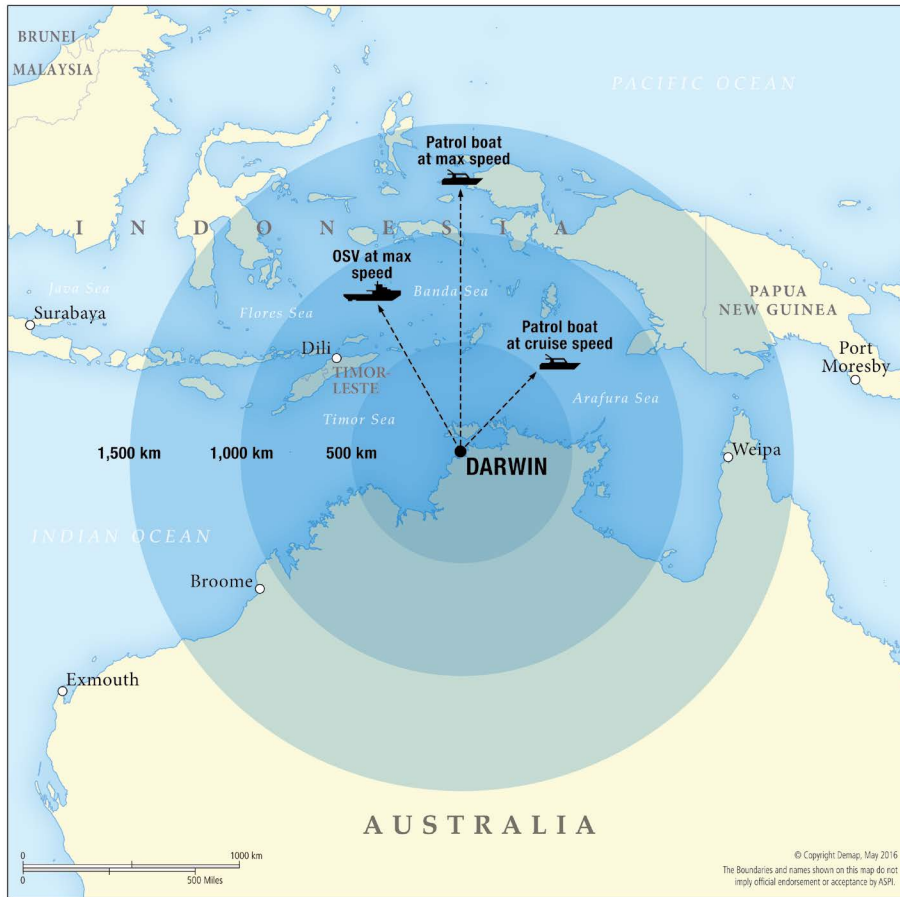 BRUNEI
MALAYSIA
PACIFIC OCEAN
Patrol boat
at max speed
INDONESIA
OSV at max
speed
Banda Sea
Java Sea
Surabaya
Flores Sea
PAPUA
NEW GUINEA
Patrol boat
at cruise speed
Dili
TIMOR-
LESTE
Port
Moresby
Arafura Sea
Timor Sea
1,500 km
1,000 km
500 km
DARWIN
Weipa
INDIAN OCEAN
Broome
Exmouth
AUSTRALIA
0
1000 km
0
500 Miles
© Copyright Demap, May 2016
The Boundaries and names shown on this map do not
imply official endorsement or acceptance by ASPI.